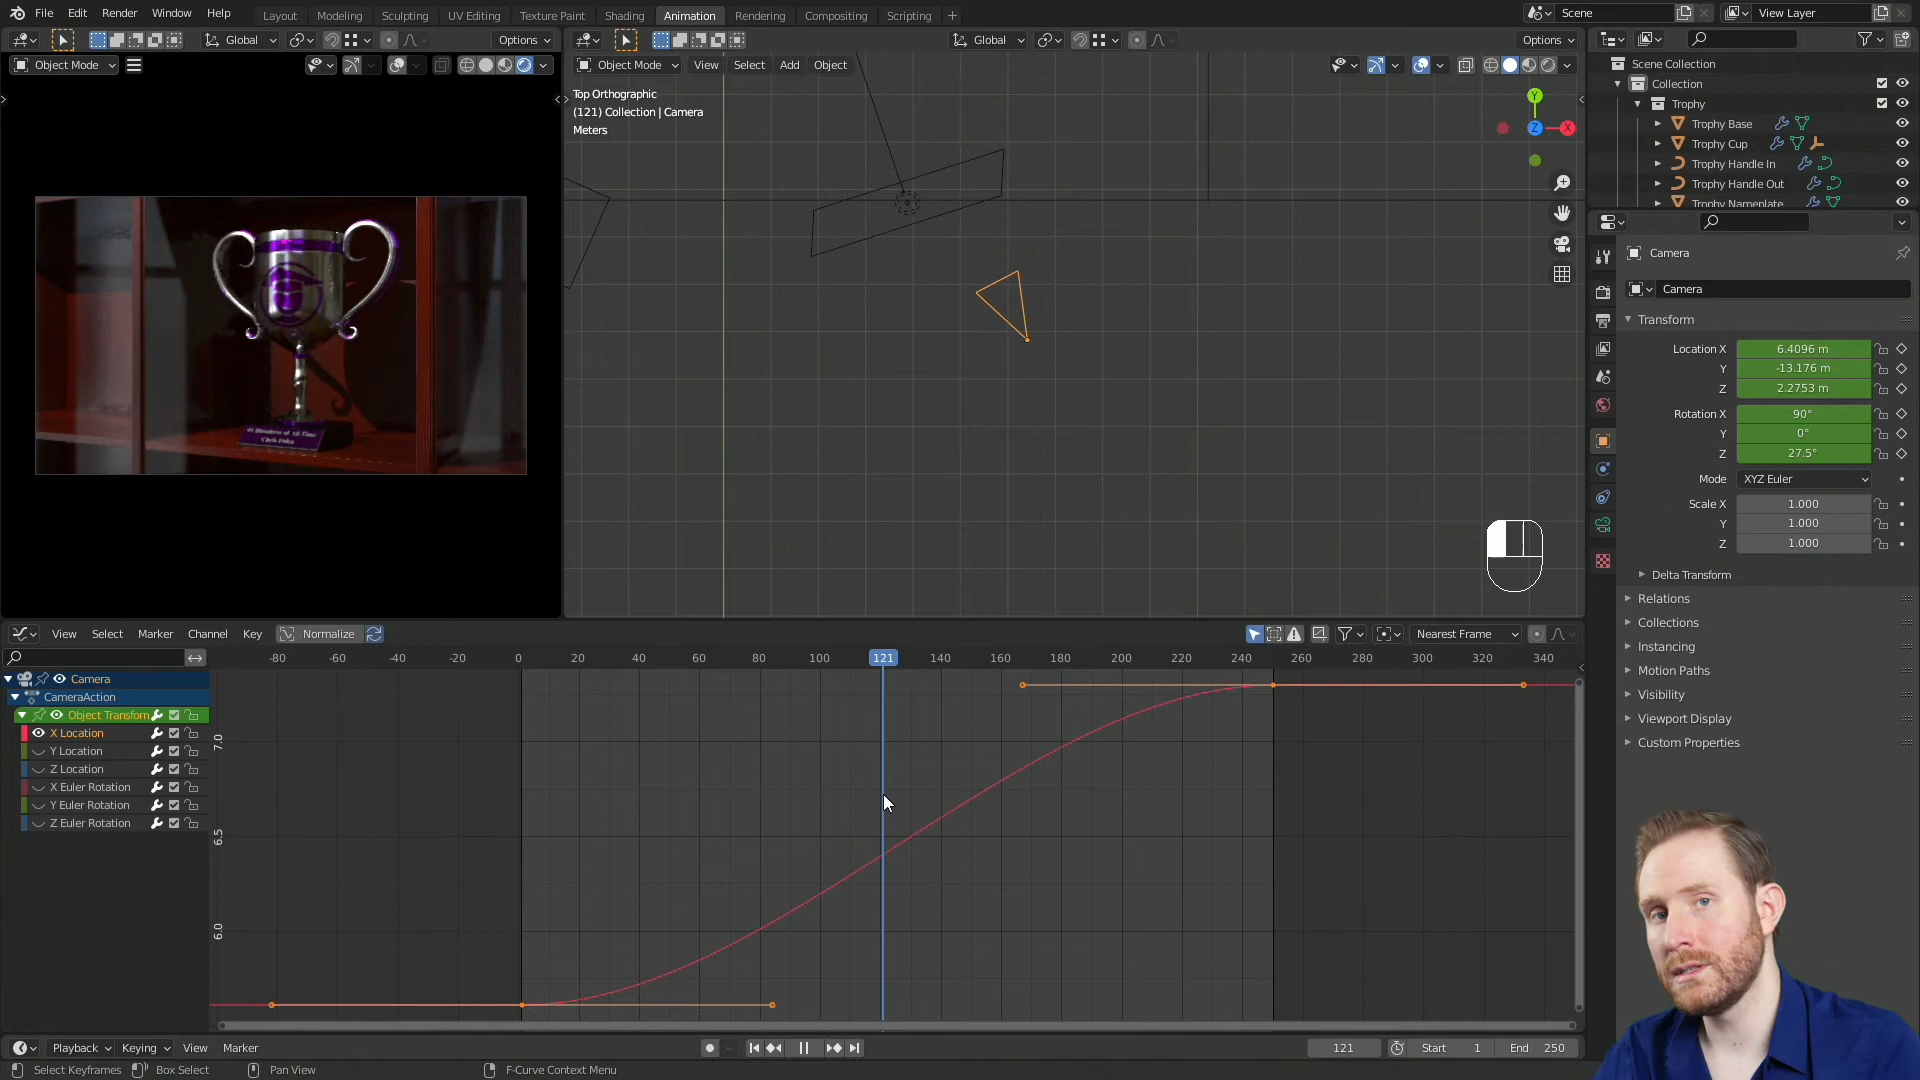 File Edit Render Window Help Layout Modeling Sculpting UV Editing Texture Paint Shading Animation Rendering Compositing Scripting + Scene View Layer
Global Options Global Options
Object Mode Object Mode View Select Add Object
Scene Collection
Collection
Trophy
Trophy Base
Trophy Cup
Trophy Handle In
Trophy Handle Out
Trophy Nameplate
Top Orthographic
(121) Collection | Camera
Meters
Y
Z
X
#1 Blendress of All Time
Camera
Camera
Transform
Location X 6.4096 m
Y -13.176 m
Z 2.2753 m
Rotation X 90°
Y 0°
Z 27.5°
Mode XYZ Euler
Scale X 1.000
Y 1.000
Z 1.000
Delta Transform
Relations
Collections
Instancing
Motion Paths
Visibility
Viewport Display
Custom Properties
View Select Marker Channel Key Normalize Nearest Frame
-80 -60 -40 -20 0 20 40 60 80 100 121 140 160 180 200 220 240 260 280 300 320 340
Camera
CameraAction
Object Transform
X Location
Y Location
Z Location
X Euler Rotation
Y Euler Rotation
Z Euler Rotation
7.0
6.5
6.0
Playback Keying View Marker 121 Start 1 End 250
Select Keyframes Box Select Pan View F-Curve Context Menu